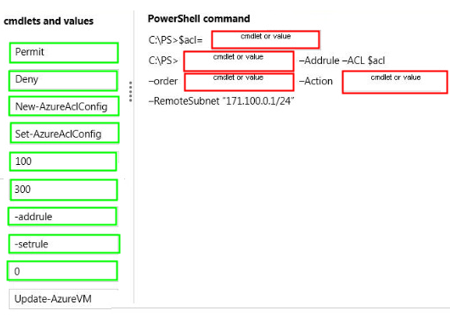 cmdlets and values
Permit
Deny
New-AzureAclConfig
Set-AzureAclConfig
100
300
-addrule
-setrule
0
Update-AzureVM
PowerShell command
C:\PS>$acl= cmdlet or value
C:\PS> cmdlet or value –Addrule –ACL $acl
–order cmdlet or value –Action cmdlet or value
–RemoteSubnet "171.100.0.1/24"